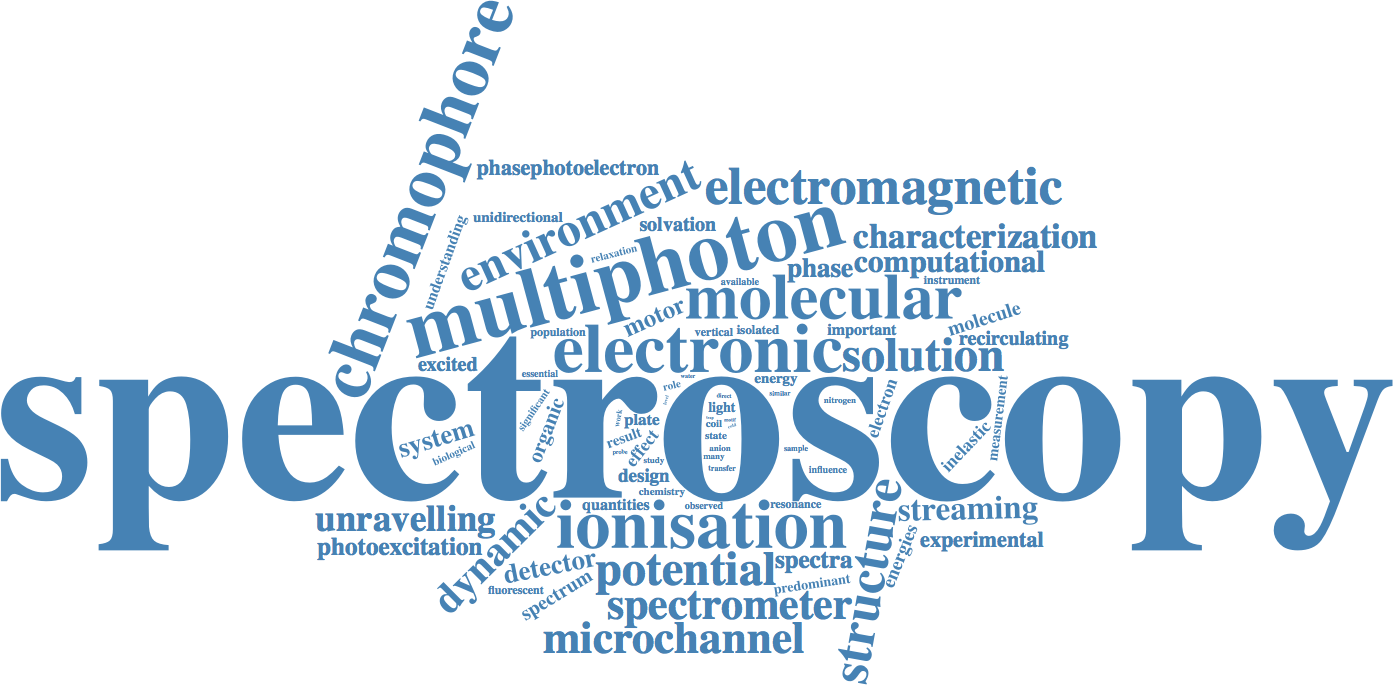 chromophore
phasephotoelectron
environment
electromagnetic
unidirectional
understanding
solvation
multiphoton
relaxation
characterization
phase
computational
available
instrument
molecular
motor
molecule
population
vertical
isolated
important
recirculating
excited
electronic
solution
essential
spectroscopy
water
role
energy
similar
direct
light
nitrogen
electron
measurement
significant
organic
work
plate
coil
system
biological
result
effect
state
probe
study
anion
many
sample
inelastic
transfer
influence
design
chemistry
quantities
observed
resonance
unravelling
dynamic
ionisation
structure
streaming
photoexcitation
energies
experimental
detector
potential
spectra
fluorescent
spectrum
predominant
spectrometer
microchannel